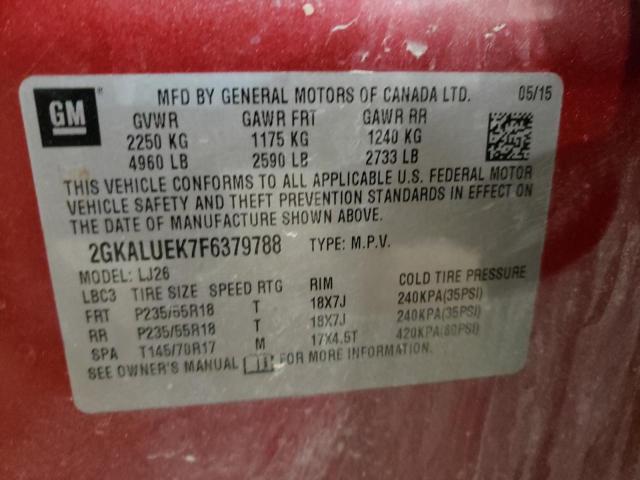 GM ®
MFD BY GENERAL MOTORS OF CANADA LTD. 05/15
GVWR GAWR FRT GAWR RR
2250 KG 1175 KG 1240 KG
4960 LB 2590 LB 2733 LB
THIS VEHICLE CONFORMS TO ALL APPLICABLE U.S. FEDERAL MOTOR
VEHICLE SAFETY AND THEFT PREVENTION STANDARDS IN EFFECT ON
THE DATE OF MANUFACTURE SHOWN ABOVE.
2GKALUEK7F6379788 TYPE: M.P.V.
MODEL: LJ26
LBC3 TIRE SIZE SPEED RTG RIM COLD TIRE PRESSURE
FRT P235/55R18 T 18X7J 240KPA(35PSI)
RR P235/55R18 T 18X7J 240KPA(35PSI)
SPA T145/70R17 M 17X4.5T 420KPA(60PSI)
SEE OWNER'S MANUAL FOR MORE INFORMATION.